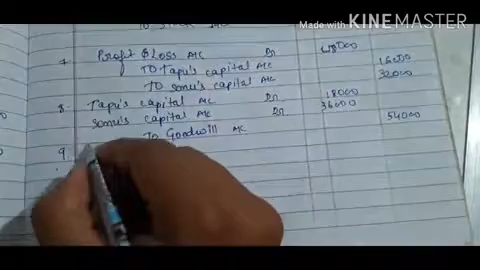 Made with KINEMASTER
7 Profit & Loss A/c Dr 48000
TO Tapu's capital A/c 16000
TO Sonu's capital A/c 32000
8 Tapu's capital A/c Dr 18000
Sonu's capital A/c Dr 36000
To Goodwill A/c 54000
9